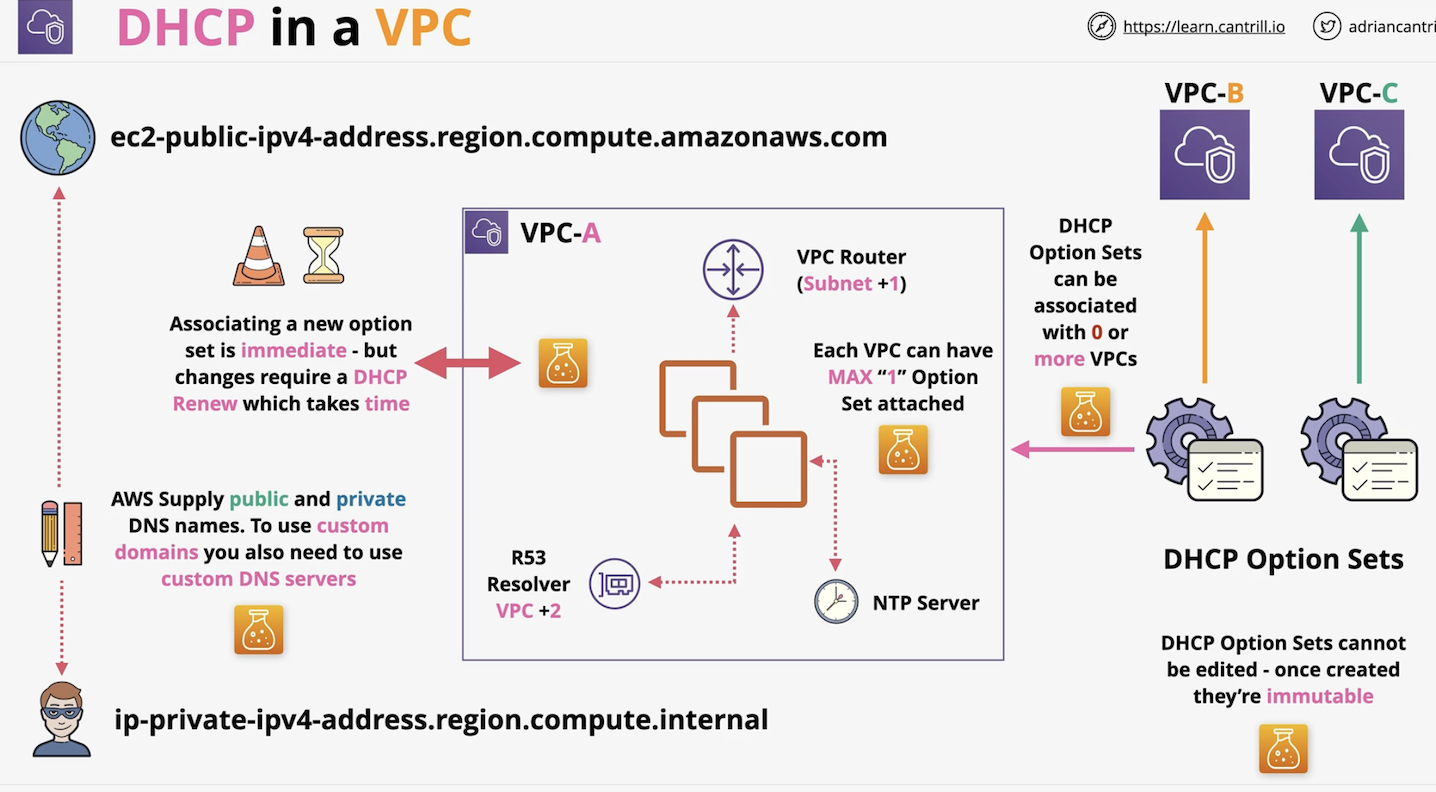 DHCP in a VPC
https://learn.cantrill.io
adriancantri
ec2-public-ipv4-address.region.compute.amazonaws.com
VPC-B
VPC-C
VPC-A
VPC Router
(Subnet +1)
Associating a new option
set is immediate - but
changes require a DHCP
Renew which takes time
Each VPC can have
MAX “1” Option
Set attached
DHCP
Option Sets
can be
associated
with 0 or
more VPCs
AWS Supply public and private
DNS names. To use custom
domains you also need to use
custom DNS servers
R53
Resolver
VPC +2
NTP Server
DHCP Option Sets
DHCP Option Sets cannot
be edited - once created
they’re immutable
ip-private-ipv4-address.region.compute.internal